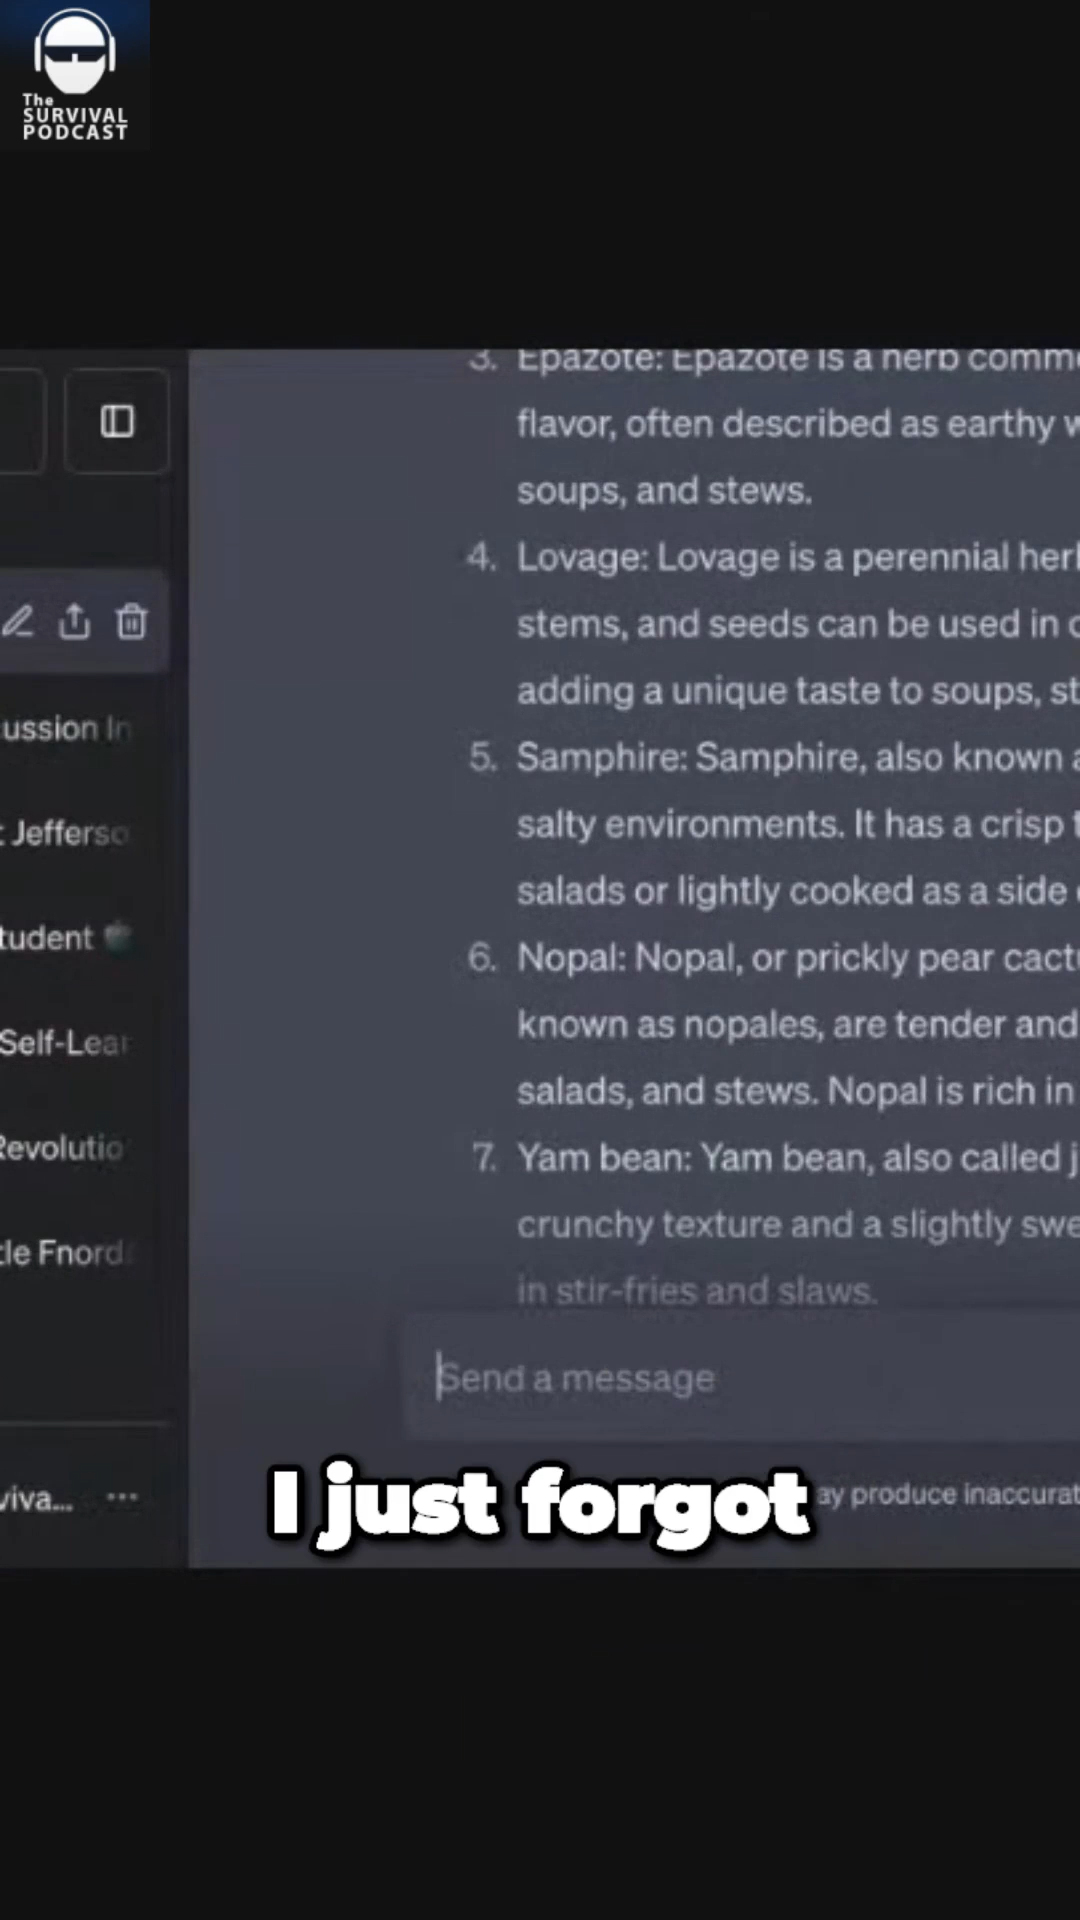 The
SURVIVAL
PODCAST
3. Epazote: Epazote is a herb
flavor, often described as earthy
soups, and stews.
4. Lovage: Lovage is a perennial
stems, and seeds can be used in
adding a unique taste to soups,
5. Samphire: Samphire, also known
salty environments. It has a crisp
salads or lightly cooked as a side
6. Nopal: Nopal, or prickly pear
known as nopales, are tender and
salads, and stews. Nopal is rich in
7. Yam bean: Yam bean, also called
crunchy texture and a slightly
in stir-fries and slaws.
ussion In
Jefferso
tudent
Self-Lear
Revolutio
tle Fnord
viva... ...
Send a message
ay produce inaccurat
I just forgot